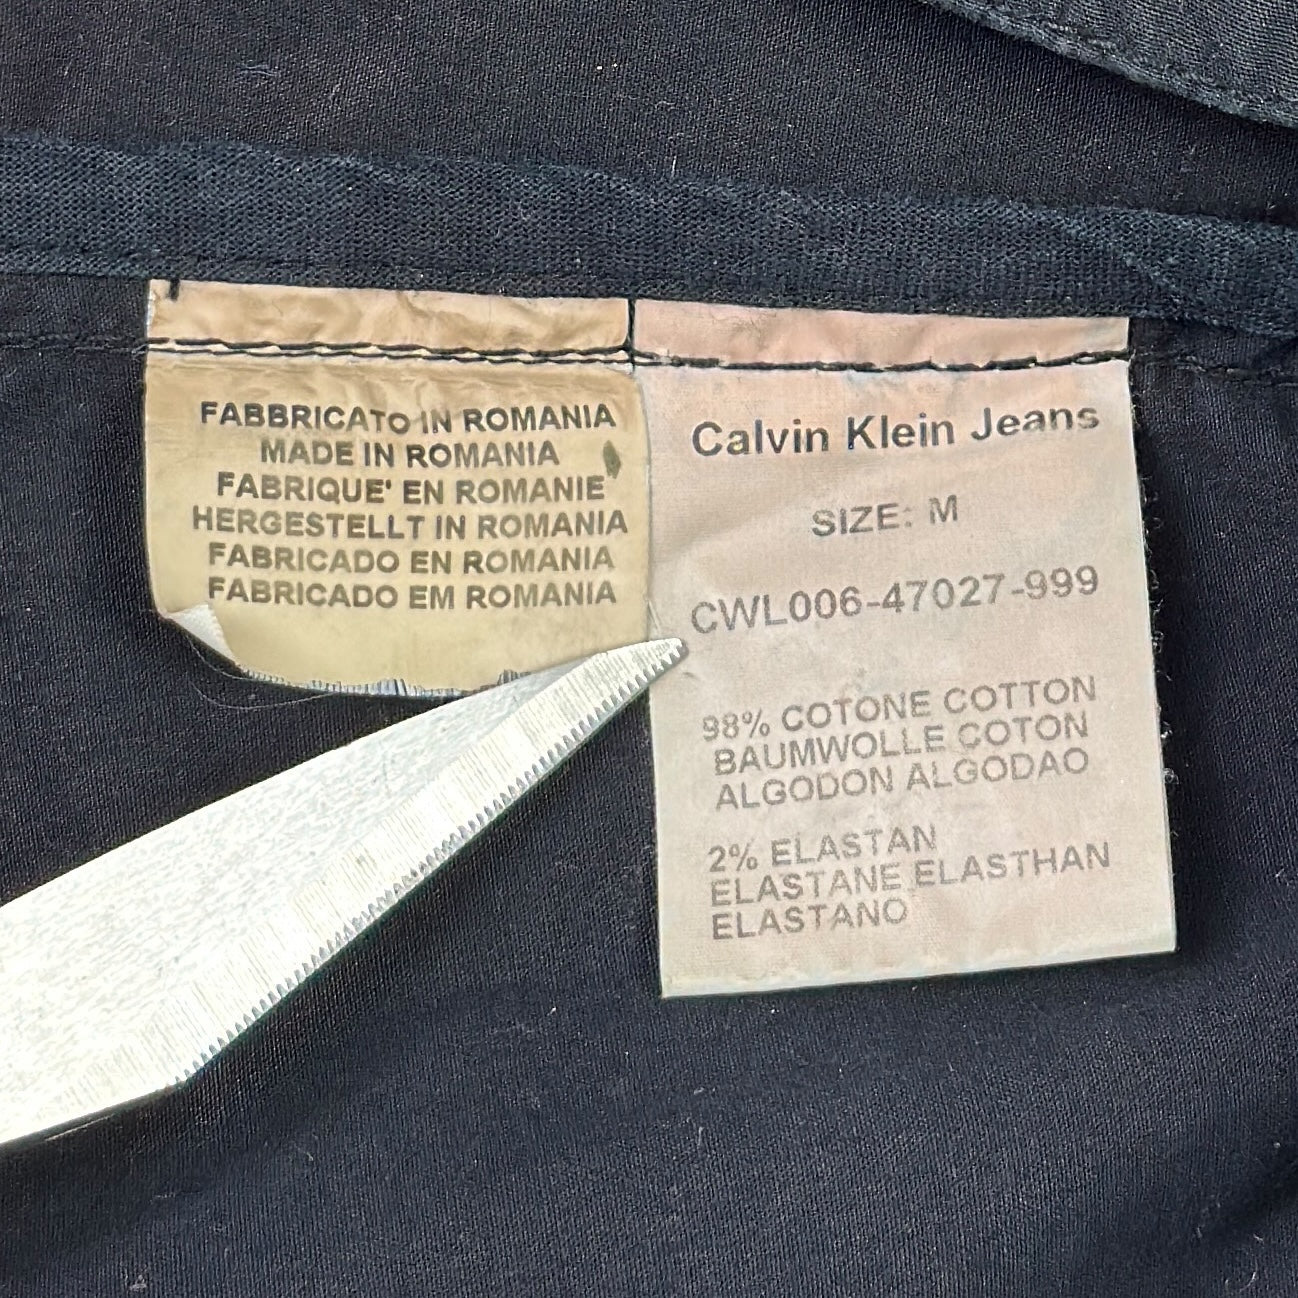 FABBRICATO IN ROMANIA
MADE IN ROMANIA
FABRIQUE' EN ROMANIE
HERGESTELLT IN ROMANIA
FABRICADO EN ROMANIA
FABRICADO EM ROMANIA
Calvin Klein Jeans
SIZE: M
CWL006-47027-999
98% COTONE COTTON
BAUMWOLLE COTON
ALGODON ALGODAO
2% ELASTAN
ELASTANE ELASTHAN
ELASTANO